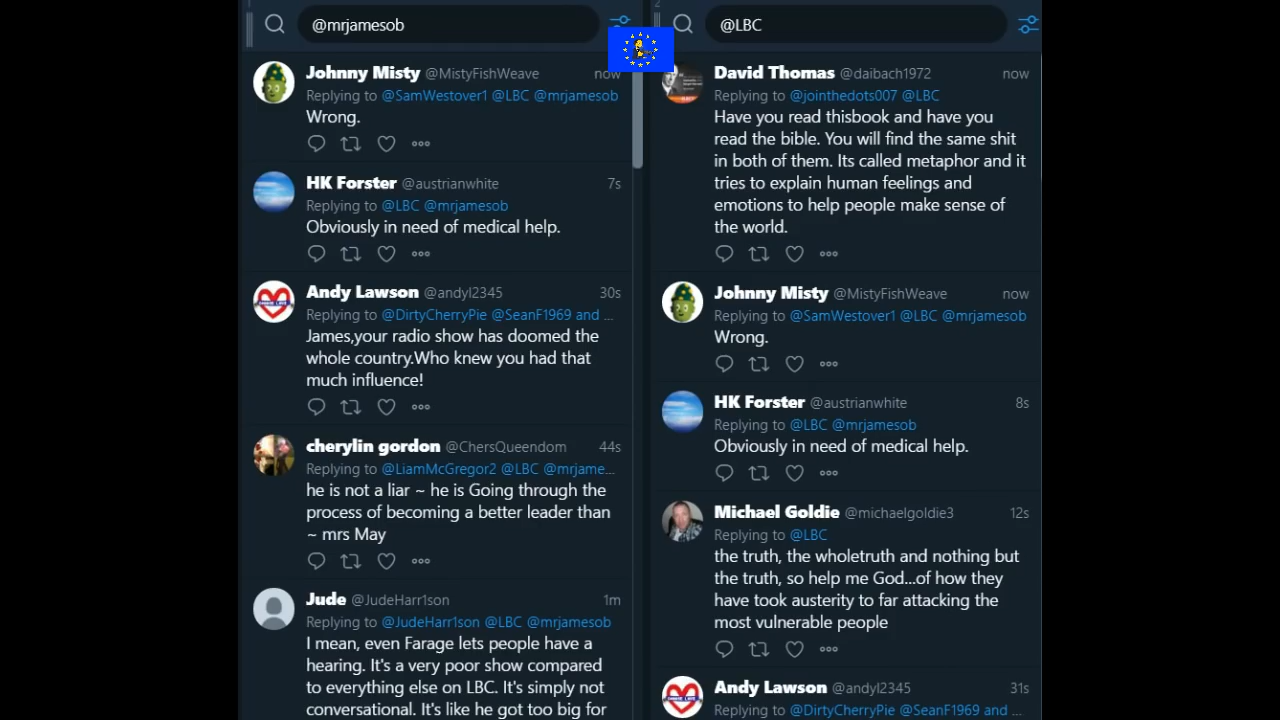 @mrjamesob
Johnny Misty @MistyFishWeave now
Replying to @SamWestover1 @LBC @mrjamesob
Wrong.
HK Forster @austrianwhite 7s
Replying to @LBC @mrjamesob
Obviously in need of medical help.
Andy Lawson @andyl2345 30s
Replying to @DirtyCherryPie @SeanF1969 and ...
James,your radio show has doomed the
whole country.Who knew you had that
much influence!
cherylin gordon @ChersQueendom 44s
Replying to @LiamMcGregor2 @LBC @mrjame...
he is not a liar ~ he is Going through the
process of becoming a better leader than
~ mrs May
Jude @JudeHarr1son 1m
Replying to @JudeHarr1son @LBC @mrjamesob
I mean, even Farage lets people have a
hearing. It's a very poor show compared
to everything else on LBC. It's simply not
conversational. It's like he got too big for
2
@LBC
David Thomas @daibach1972 now
Replying to @jointhedots007 @LBC
Have you read thisbook and have you
read the bible. You will find the same shit
in both of them. Its called metaphor and it
tries to explain human feelings and
emotions to help people make sense of
the world.
Johnny Misty @MistyFishWeave now
Replying to @SamWestover1 @LBC @mrjamesob
Wrong.
HK Forster @austrianwhite 8s
Replying to @LBC @mrjamesob
Obviously in need of medical help.
Michael Goldie @michaelgoldie3 12s
Replying to @LBC
the truth, the wholetruth and nothing but
the truth, so help me God...of how they
have took austerity to far attacking the
most vulnerable people
Andy Lawson @andyl2345 31s
Replying to @DirtyCherryPie @SeanF1969 and ...